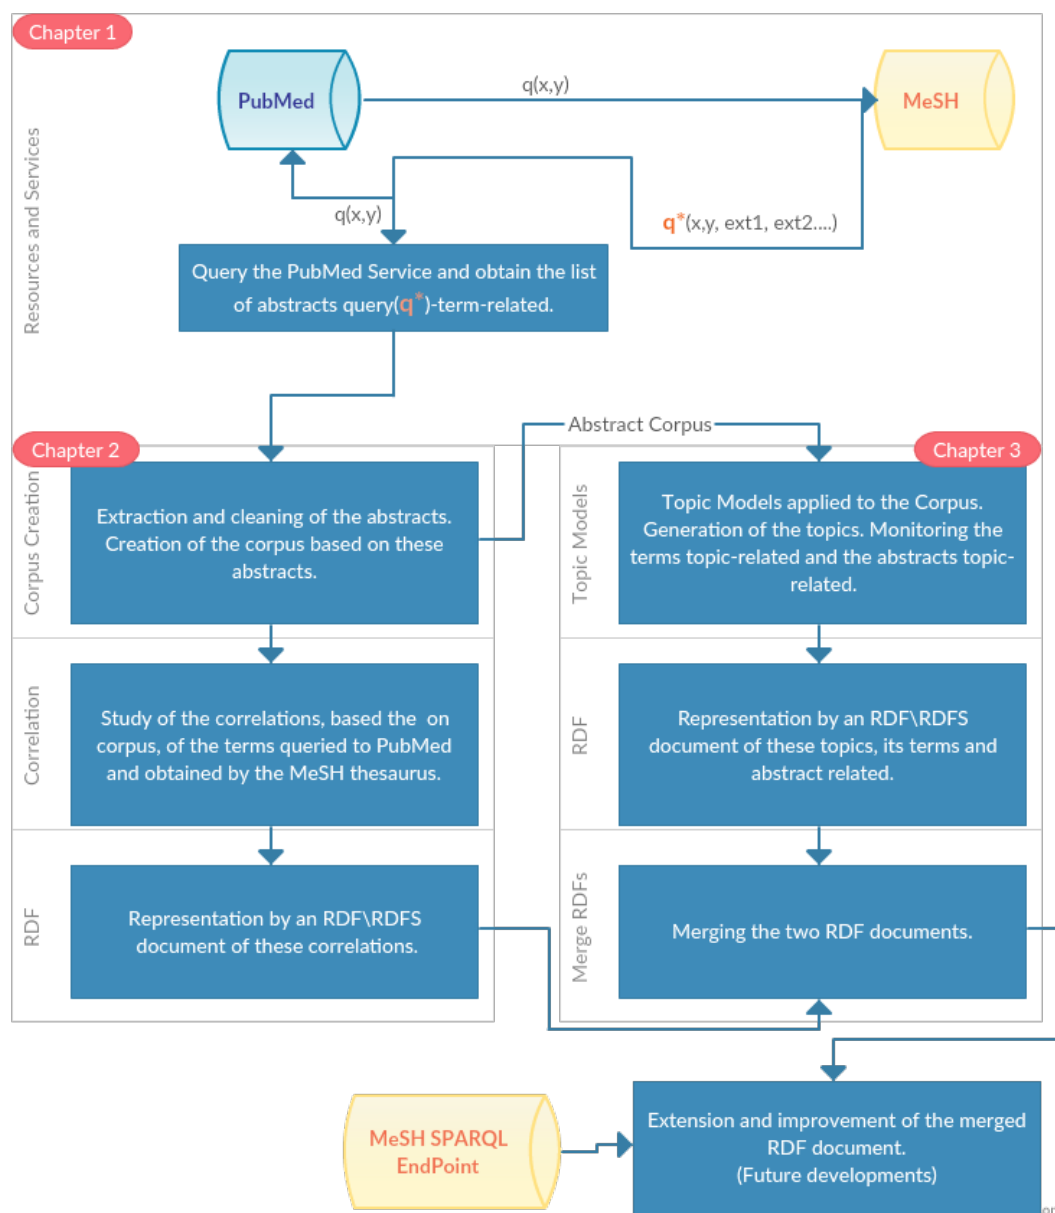 Chapter 1
PubMed
q(x,y)
MeSH
Resources and Services
q(x,y)
q*(x,y, ext1, ext2....)
Query the PubMed Service and obtain the list
of abstracts query(q*)-term-related.
Abstract Corpus
Chapter 2
Chapter 3
Corpus Creation
Extraction and cleaning of the abstracts.
Creation of the corpus based on these
abstracts.
Topic Models
Topic Models applied to the Corpus.
Generation of the topics. Monitoring the
terms topic-related and the abstracts topic-
related.
Correlation
Study of the correlations, based the  on
corpus, of the terms queried to PubMed
and obtained by the MeSH thesaurus.
RDF
Representation by an RDF\RDFS
document of these topics, its terms and
abstract related.
RDF
Representation by an RDF\RDFS
document of these correlations.
Merge RDFs
Merging the two RDF documents.
MeSH SPARQL
EndPoint
Extension and improvement of the merged
RDF document.
(Future developments)